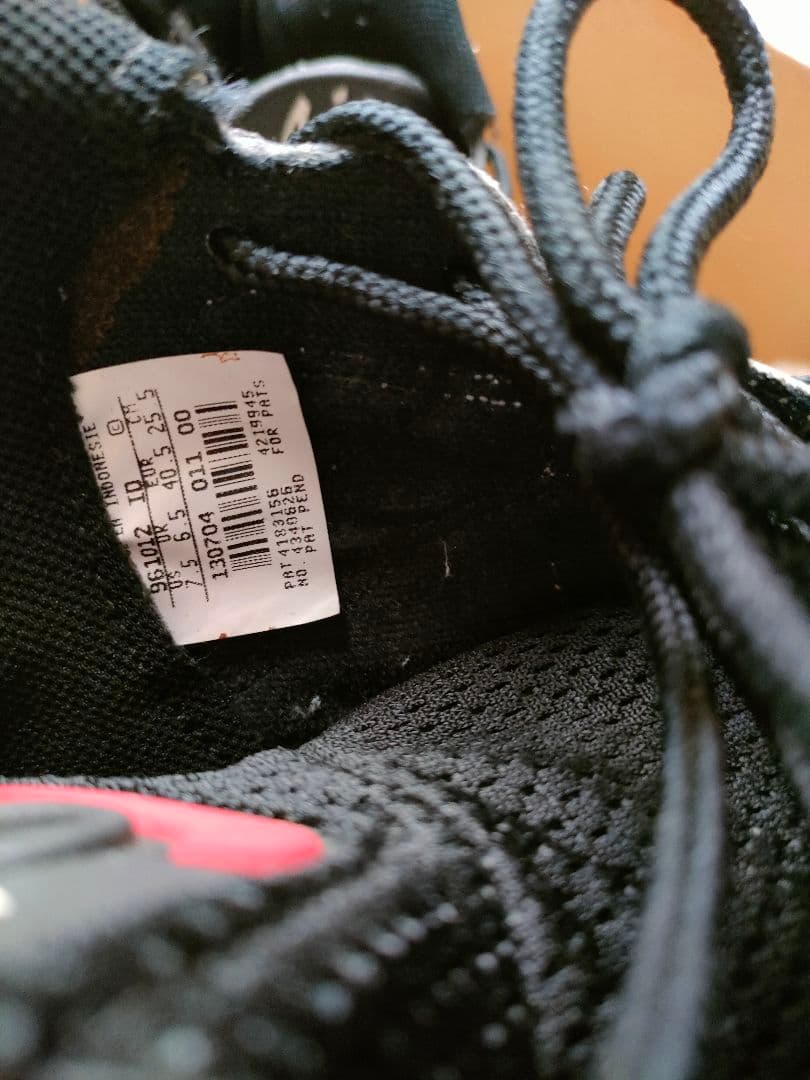 INDONESIE ©
961012 ID
US UK EUR CM
7.5 6.5 40.5 25.5
130704 011 00
PAT 4183156 4219945
NO. 4340626 FOR PATS
PAT PEND